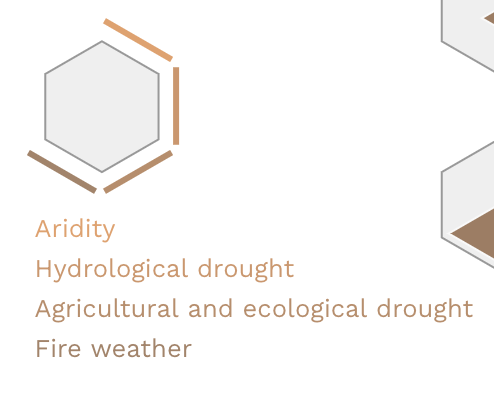 Aridity
Hydrological drought
Agricultural and ecological drought
Fire weather